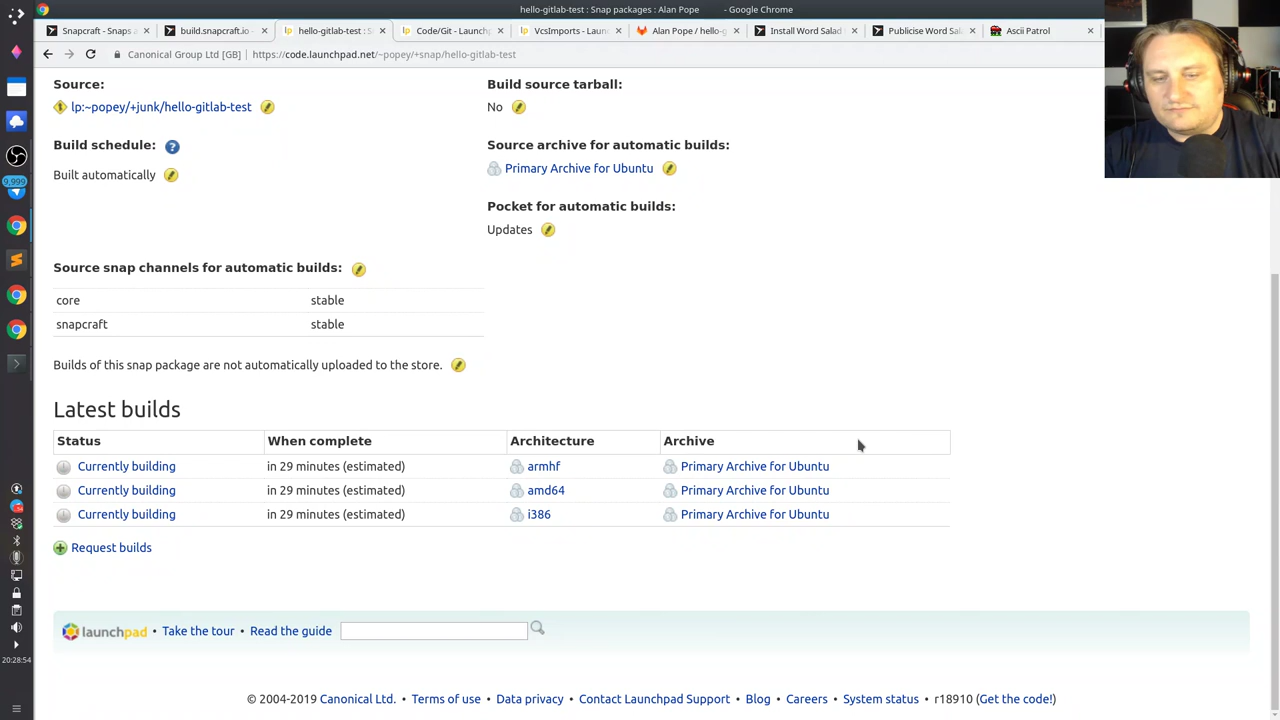 hello-gitlab-test : Snap packages : Alan Pope - Google Chrome
Snapcraft - Snaps a
build.snapcraft.io -
hello-gitlab-test : S
Code/Git - Launchp
VcsImports - Laun
Alan Pope / hello-g
Install Word Salad
Publicise Word Sal
Ascii Patrol
Canonical Group Ltd [GB] https://code.launchpad.net/~popey/+snap/hello-gitlab-test
Source:
lp:~popey/+junk/hello-gitlab-test
Build source tarball:
No
Build schedule:
Built automatically
Source archive for automatic builds:
Primary Archive for Ubuntu
Pocket for automatic builds:
Updates
Source snap channels for automatic builds:
core stable
snapcraft stable
Builds of this snap package are not automatically uploaded to the store.
Latest builds
Status When complete Architecture Archive
Currently building in 29 minutes (estimated) armhf Primary Archive for Ubuntu
Currently building in 29 minutes (estimated) amd64 Primary Archive for Ubuntu
Currently building in 29 minutes (estimated) i386 Primary Archive for Ubuntu
Request builds
launchpad • Take the tour • Read the guide
© 2004-2019 Canonical Ltd. • Terms of use • Data privacy • Contact Launchpad Support • Blog • Careers • System status • r18910 (Get the code!)
9,999
20:28:54